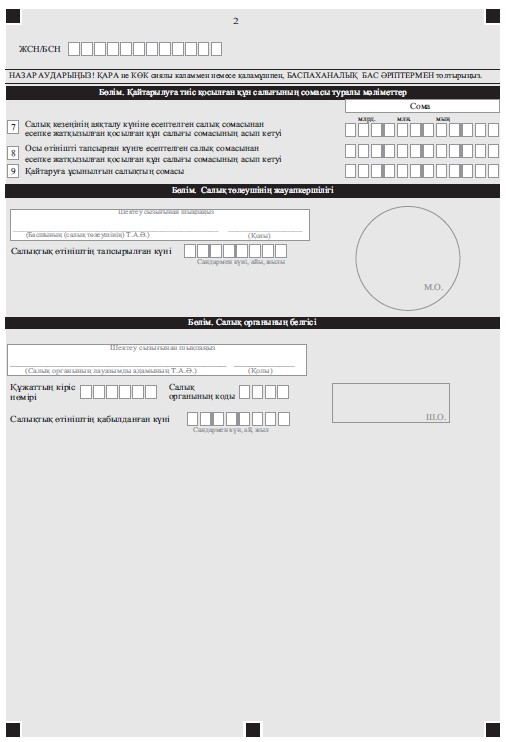 2
ЖСН/БСН
НАЗАР АУДАРЫҢЫЗ! ҚАРА не КӨК сиялы қаламмен немесе қаламұшпен, БАСПАХАНАЛЫҚ БАС ӘРІПТЕРМЕН толтырыңыз.
Бөлім. Қайтарылуға тиіс қосылған құн салығының сомасы туралы мәліметтер
Сома
млрд. млн. мың
7 Салық кезеңінің аяқталу күніне есептелген салық сомасынан
есепке жатқызылған қосылған құн салығы сомасының асып кетуі
8 Осы өтінішті тапсырған күнге есептелген салық сомасынан
есепке жатқызылған қосылған құн салығы сомасының асып кетуі
9 Қайтаруға ұсынылған салықтың сомасы
Бөлім. Салық төлеушінің жауапкершілігі
Шектеу сызығынан шықпаңыз
(Басшының (салық төлеушінің) Т.А.Ә.) (Қолы)
Салықтық өтініштің тапсырылған күні
Сандармен күні, айы, жылы
М.О.
Бөлім. Салық органының белгісі
Шектеу сызығынан шықпаңыз
(Салық органының лауазымды адамының Т.А.Ә.) (Қолы)
Құжаттың кіріс
нөмірі
Салық
органының коды
Ш.О.
Салықтық өтініштің қабылданған күні
Сандармен күн, ай, жыл